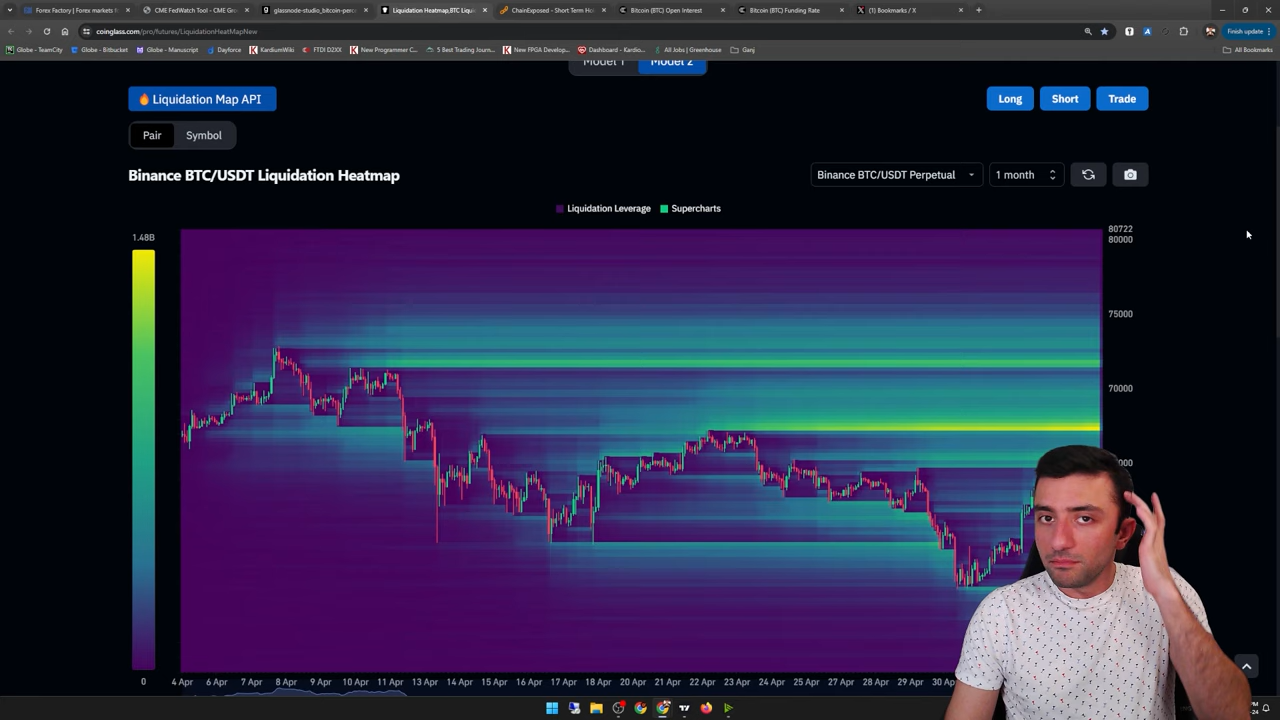 Forex Factory | Forex markets f
CME FedWatch Tool - CME Gro
glassnode-studio_bitcoin-perc
Liquidation Heatmap,BTC Liqu
ChainExposed - Short Term Ho
Bitcoin (BTC) Open Interest
Bitcoin (BTC) Funding Rate
(1) Bookmarks / X
coinglass.com/pro/futures/LiquidationHeatMapNew
Finish update
Globe - TeamCity
Globe - Bitbucket
Globe - Manuscript
Dayforce
KardiumWiki
FTDI D2XX
New Programmer C...
5 Best Trading Journ...
New FPGA Develop...
Dashboard - Kardio...
All Jobs | Greenhouse
Ganj
All Bookmarks
Model 1
Model 2
Liquidation Map API
Long
Short
Trade
Pair
Symbol
Binance BTC/USDT Liquidation Heatmap
Binance BTC/USDT Perpetual
1 month
Liquidation Leverage
Supercharts
1.48B
80722
80000
75000
70000
000
0
4 Apr
6 Apr
7 Apr
8 Apr
9 Apr
10 Apr
11 Apr
13 Apr
14 Apr
15 Apr
16 Apr
17 Apr
18 Apr
20 Apr
21 Apr
22 Apr
23 Apr
24 Apr
25 Apr
27 Apr
28 Apr
29 Apr
30 Ap
PM
-24